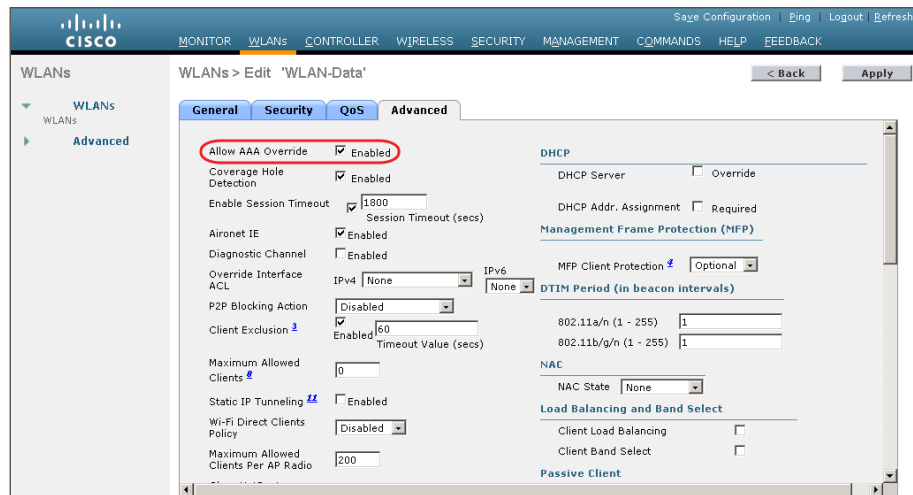 Save Configuration | Ping | Logout | Refresh
CISCO
MONITOR WLANs CONTROLLER WIRELESS SECURITY MANAGEMENT COMMANDS HELP FEEDBACK
WLANs
WLANs > Edit 'WLAN-Data'
< Back
Apply
WLANs
WLANs
Advanced
General
Security
QoS
Advanced
Allow AAA Override Enabled
Coverage Hole
Detection
Enabled
Enable Session Timeout 1800
Session Timeout (secs)
Aironet IE Enabled
Diagnostic Channel Enabled
Override Interface
ACL
IPv4 None
IPv6
None
P2P Blocking Action Disabled
Client Exclusion 3 Enabled 60
Timeout Value (secs)
Maximum Allowed
Clients 8
0
Static IP Tunneling 11 Enabled
Wi-Fi Direct Clients
Policy
Disabled
Maximum Allowed
Clients Per AP Radio
200
DHCP
DHCP Server Override
DHCP Addr. Assignment Required
Management Frame Protection (MFP)
MFP Client Protection 4 Optional
DTIM Period (in beacon intervals)
802.11a/n (1 - 255) 1
802.11b/g/n (1 - 255) 1
NAC
NAC State None
Load Balancing and Band Select
Client Load Balancing
Client Band Select
Passive Client